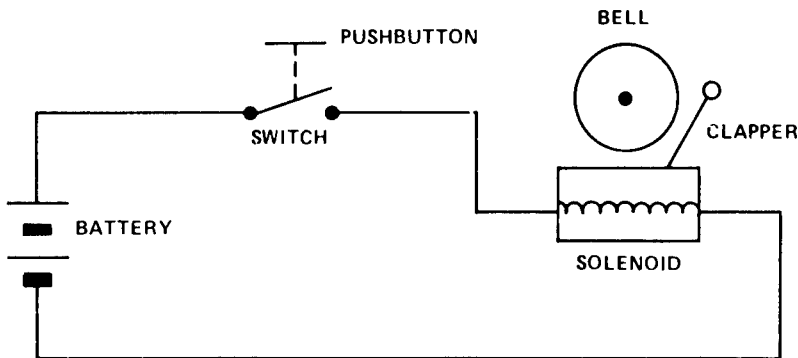 BELL
PUSHBUTTON
SWITCH
CLAPPER
BATTERY
SOLENOID